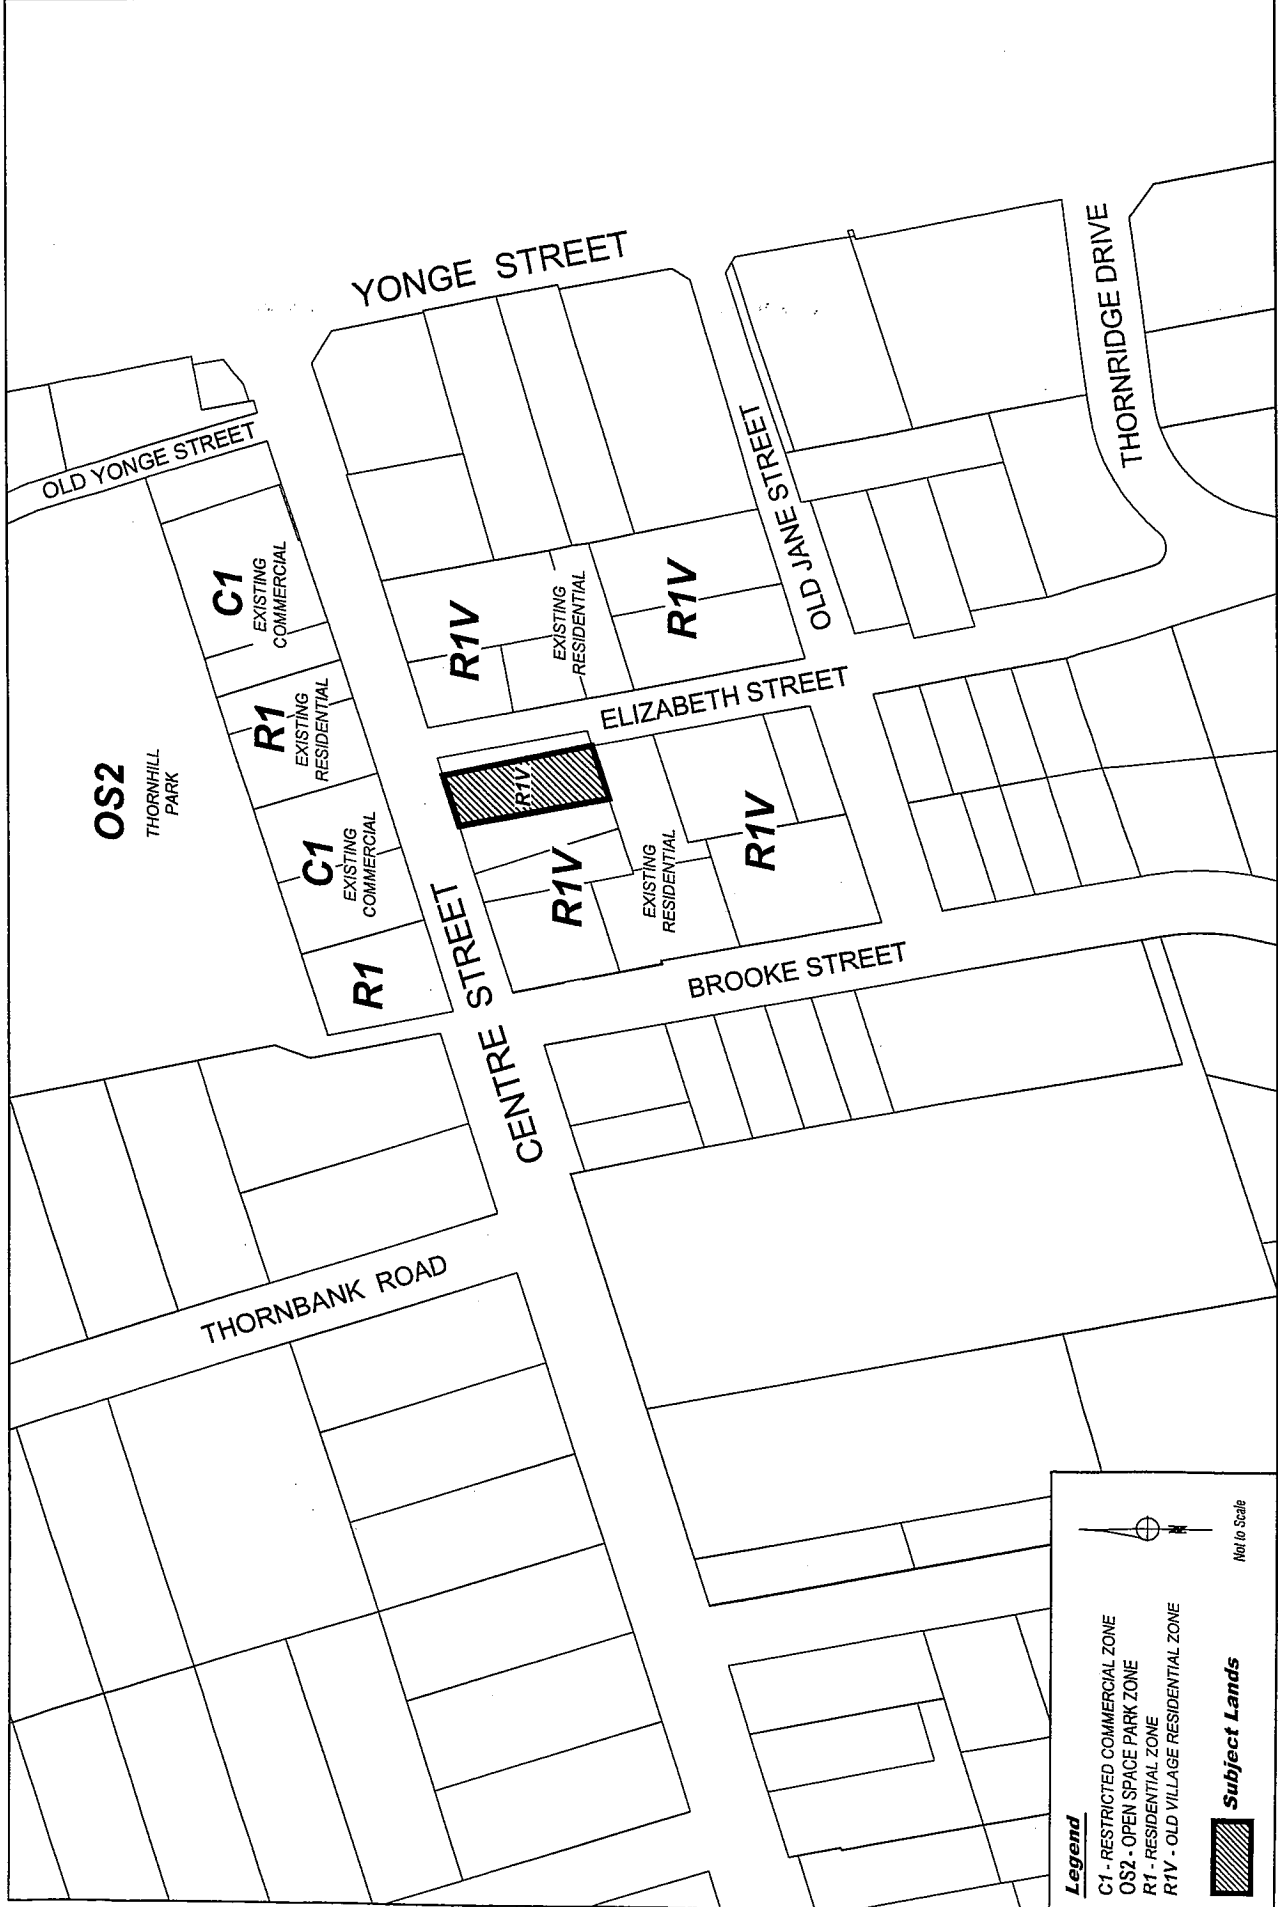 OS2
THORNHILL
PARK
OLD YONGE STREET
C1
EXISTING
COMMERCIAL
R1
EXISTING
RESIDENTIAL
C1
EXISTING
COMMERCIAL
R1
YONGE STREET
CENTRE STREET
THORNBANK ROAD
R1V
EXISTING
RESIDENTIAL
R1V
R1V
R1V
EXISTING
RESIDENTIAL
R1V
ELIZABETH STREET
OLD JANE STREET
BROOKE STREET
THORNRIDGE DRIVE
Legend
C1 - RESTRICTED COMMERCIAL ZONE
OS2 - OPEN SPACE PARK ZONE
R1 - RESIDENTIAL ZONE
R1V - OLD VILLAGE RESIDENTIAL ZONE
Subject Lands
N
Not to Scale